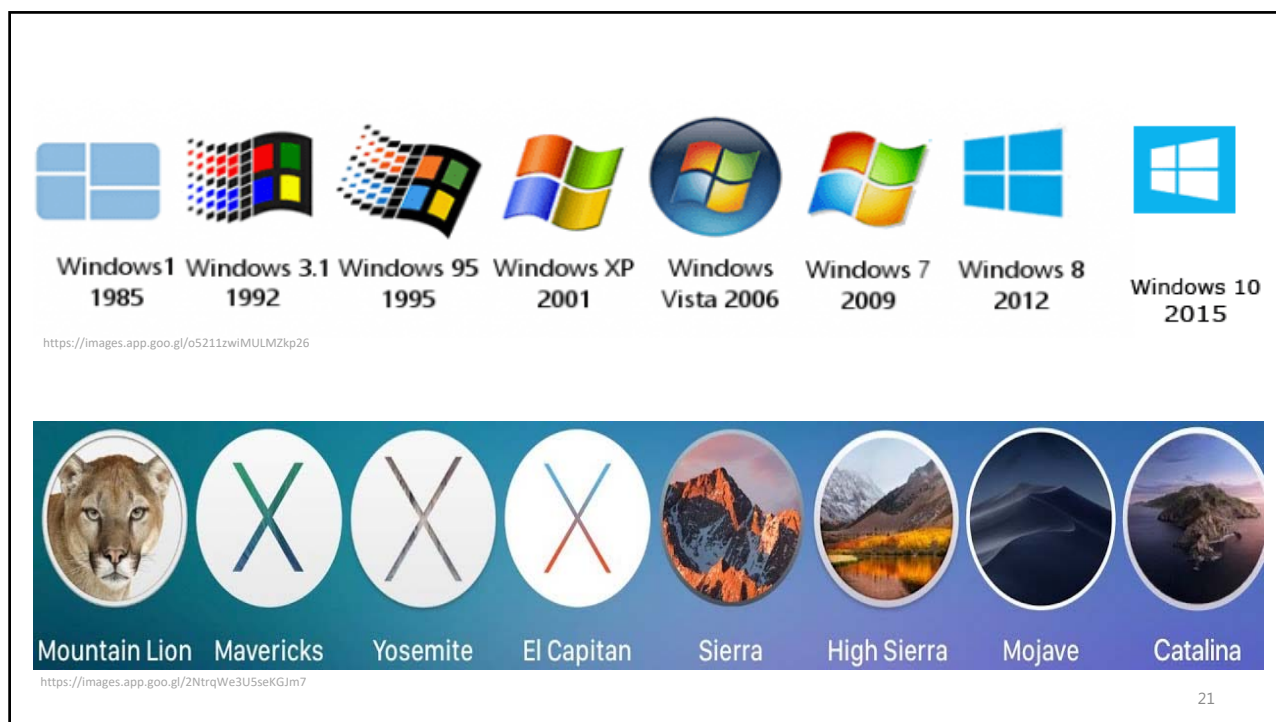 Windows1 Windows 3.1 Windows 95 Windows XP Windows Windows 7 Windows 8 Windows 10
1985 1992 1995 2001 Vista 2006 2009 2012 2015
https://images.app.goo.gl/o5211zwiMULMZkp26
Mountain Lion Mavericks Yosemite El Capitan Sierra High Sierra Mojave Catalina
https://images.app.goo.gl/2NtrqWe3U5seKGJm7
21